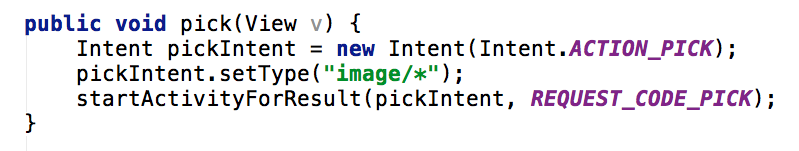 public void pick(View v) {
    Intent pickIntent = new Intent(Intent.ACTION_PICK);
    pickIntent.setType("image/*");
    startActivityForResult(pickIntent, REQUEST_CODE_PICK);
}